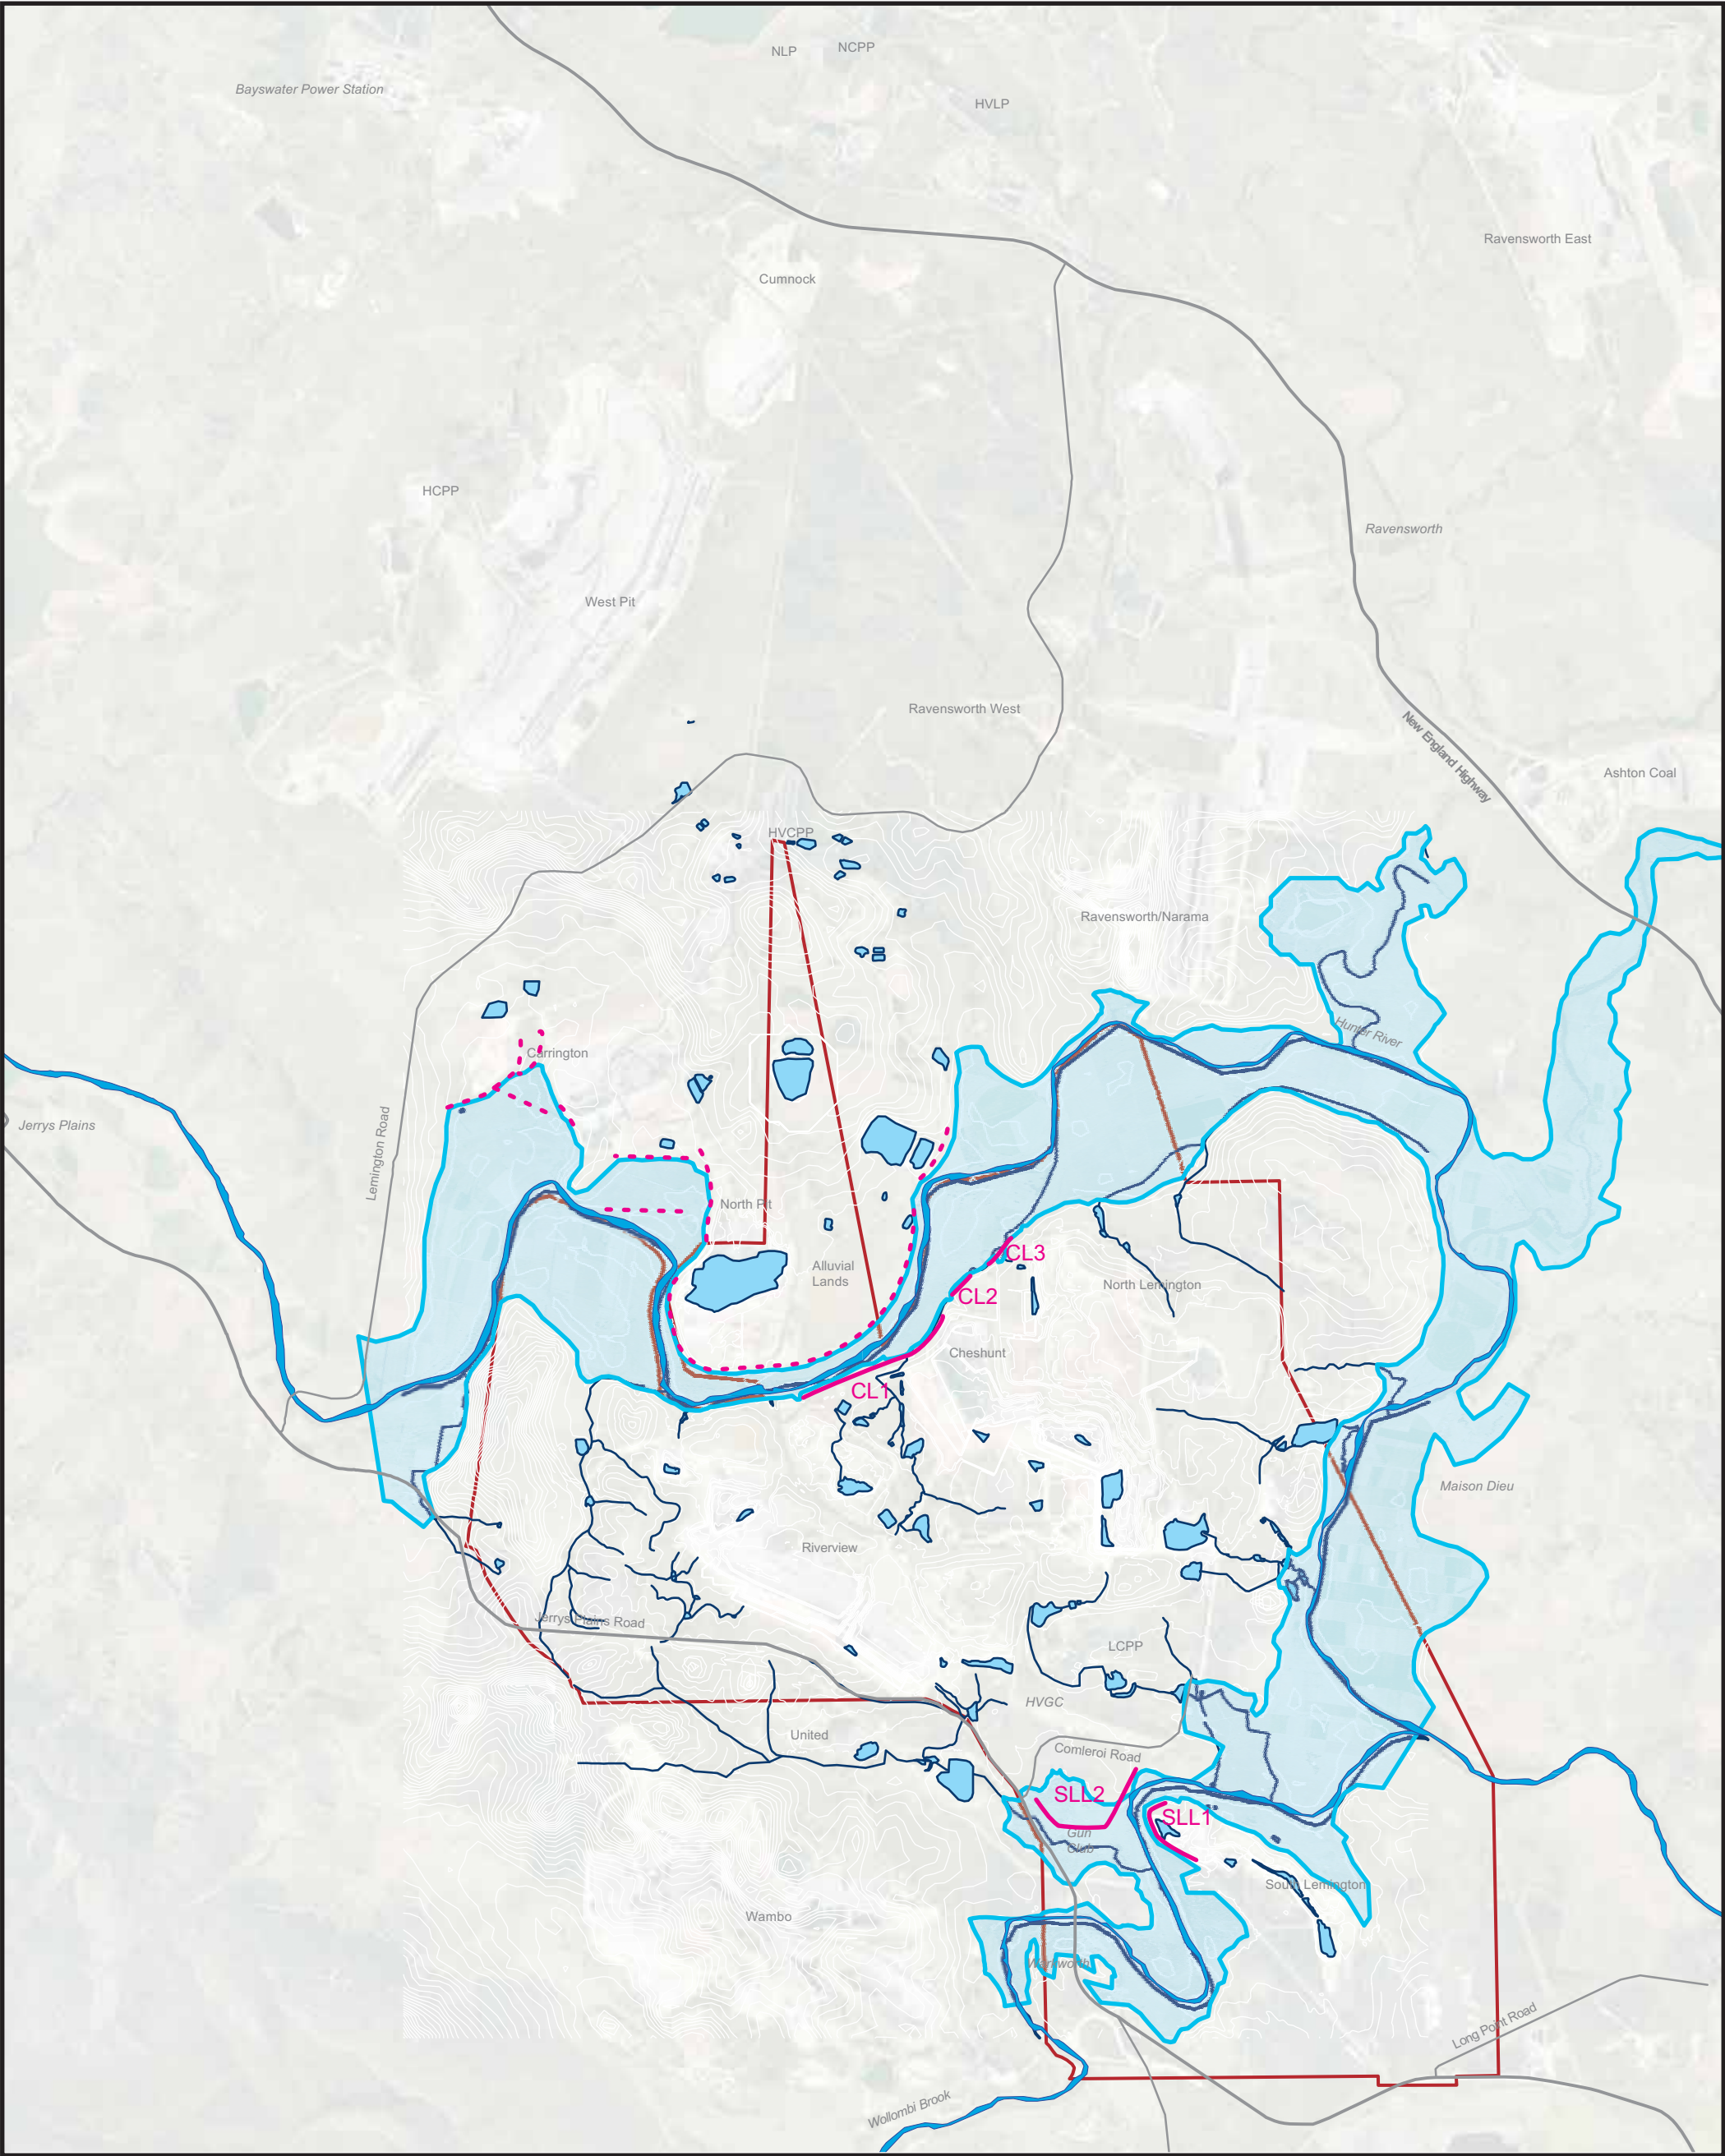 NLP
NCPP
Bayswater Power Station
HVLP
Ravensworth East
Cumnock
HCPP
Ravensworth
West Pit
Ravensworth West
New England Highway
Ashton Coal
HVCPP
Ravensworth/Narama
Hunter River
Carrington
Jerrys Plains
Lemington Road
North Pit
CL3
Alluvial
Lands
North Lemington
CL2
Cheshunt
CL1
Maison Dieu
Riverview
Jerrys Plains Road
LCPP
HVGC
United
Comleroi Road
SLL2
SLL1
Gun
Club
South Lemington
Wambo
Warkworth
Long Point Road
Wollombi Brook